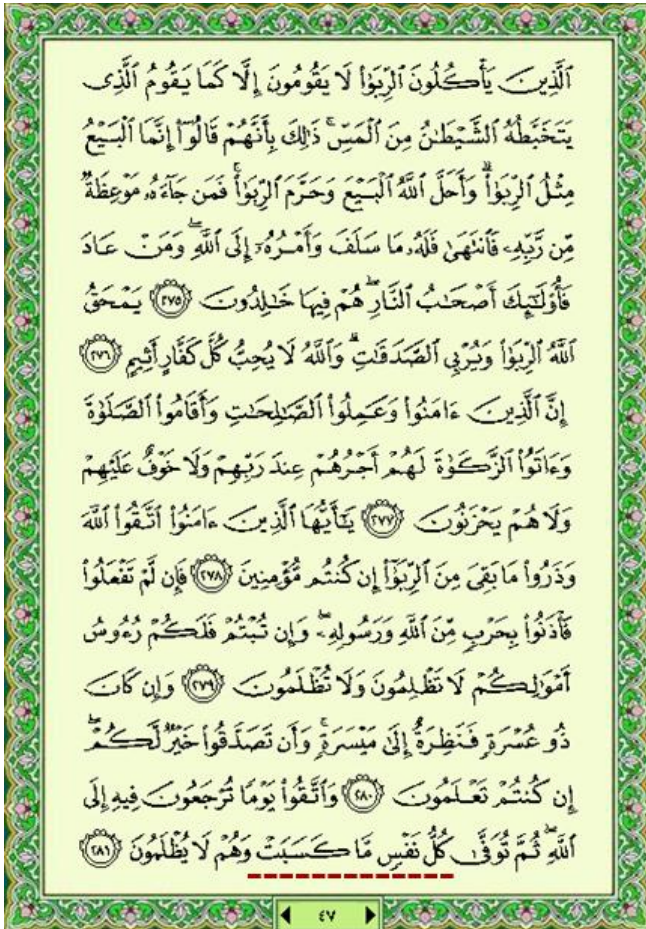 ٱلَّذِينَ يَأْكُلُونَ ٱلرِّبَوٰا۟ لَا يَقُومُونَ إِلَّا كَمَا يَقُومُ ٱلَّذِى
يَتَخَبَّطُهُ ٱلشَّيْطَٰنُ مِنَ ٱلْمَسِّ ۚ ذَٰلِكَ بِأَنَّهُمْ قَالُوٓا۟ إِنَّمَا ٱلْبَيْعُ
مِثْلُ ٱلرِّبَوٰا۟ ۗ وَأَحَلَّ ٱللَّهُ ٱلْبَيْعَ وَحَرَّمَ ٱلرِّبَوٰا۟ ۚ فَمَن جَآءَهُۥ مَوْعِظَةٌ
مِّن رَّبِّهِۦ فَٱنتَهَىٰ فَلَهُۥ مَا سَلَفَ وَأَمْرُهُۥٓ إِلَى ٱللَّهِ ۖ وَمَنْ عَادَ
فَأُو۟لَٰٓئِكَ أَصْحَٰبُ ٱلنَّارِ ۖ هُمْ فِيهَا خَٰلِدُونَ ﴿٢٧٥﴾ يَمْحَقُ
ٱللَّهُ ٱلرِّبَوٰا۟ وَيُرْبِى ٱلصَّدَقَٰتِ ۗ وَٱللَّهُ لَا يُحِبُّ كُلَّ كَفَّارٍ أَثِيمٍ ﴿٢٧٦﴾
إِنَّ ٱلَّذِينَ ءَامَنُوا۟ وَعَمِلُوا۟ ٱلصَّٰلِحَٰتِ وَأَقَامُوا۟ ٱلصَّلَوٰةَ
وَءَاتَوُا۟ ٱلزَّكَوٰةَ لَهُمْ أَجْرُهُمْ عِندَ رَبِّهِمْ وَلَا خَوْفٌ عَلَيْهِمْ
وَلَا هُمْ يَحْزَنُونَ ﴿٢٧٧﴾ يَٰٓأَيُّهَا ٱلَّذِينَ ءَامَنُوا۟ ٱتَّقُوا۟ ٱللَّهَ
وَذَرُوا۟ مَا بَقِىَ مِنَ ٱلرِّبَوٰٓا۟ إِن كُنتُم مُّؤْمِنِينَ ﴿٢٧٨﴾ فَإِن لَّمْ تَفْعَلُوا۟
فَأْذَنُوا۟ بِحَرْبٍ مِّنَ ٱللَّهِ وَرَسُولِهِۦ ۖ وَإِن تُبْتُمْ فَلَكُمْ رُءُوسُ
أَمْوَٰلِكُمْ لَا تَظْلِمُونَ وَلَا تُظْلَمُونَ ﴿٢٧٩﴾ وَإِن كَانَ
ذُو عُسْرَةٍ فَنَظِرَةٌ إِلَىٰ مَيْسَرَةٍ ۚ وَأَن تَصَدَّقُوا۟ خَيْرٌ لَّكُمْ ۖ
إِن كُنتُمْ تَعْلَمُونَ ﴿٢٨٠﴾ وَٱتَّقُوا۟ يَوْمًا تُرْجَعُونَ فِيهِ إِلَى
ٱللَّهِ ۖ ثُمَّ تُوَفَّىٰ كُلُّ نَفْسٍ مَّا كَسَبَتْ وَهُمْ لَا يُظْلَمُونَ ﴿٢٨١﴾
٤٧